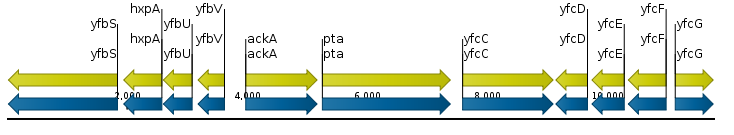 hxpA yfcD yfcF
yfbS yfbU yfcE yfcG
hxpA yfbV ackA pta yfcC yfcD yfcF
yfbS yfbU ackA pta yfcC yfcE yfcG
2,000 4,000 6,000 8,000 10,000